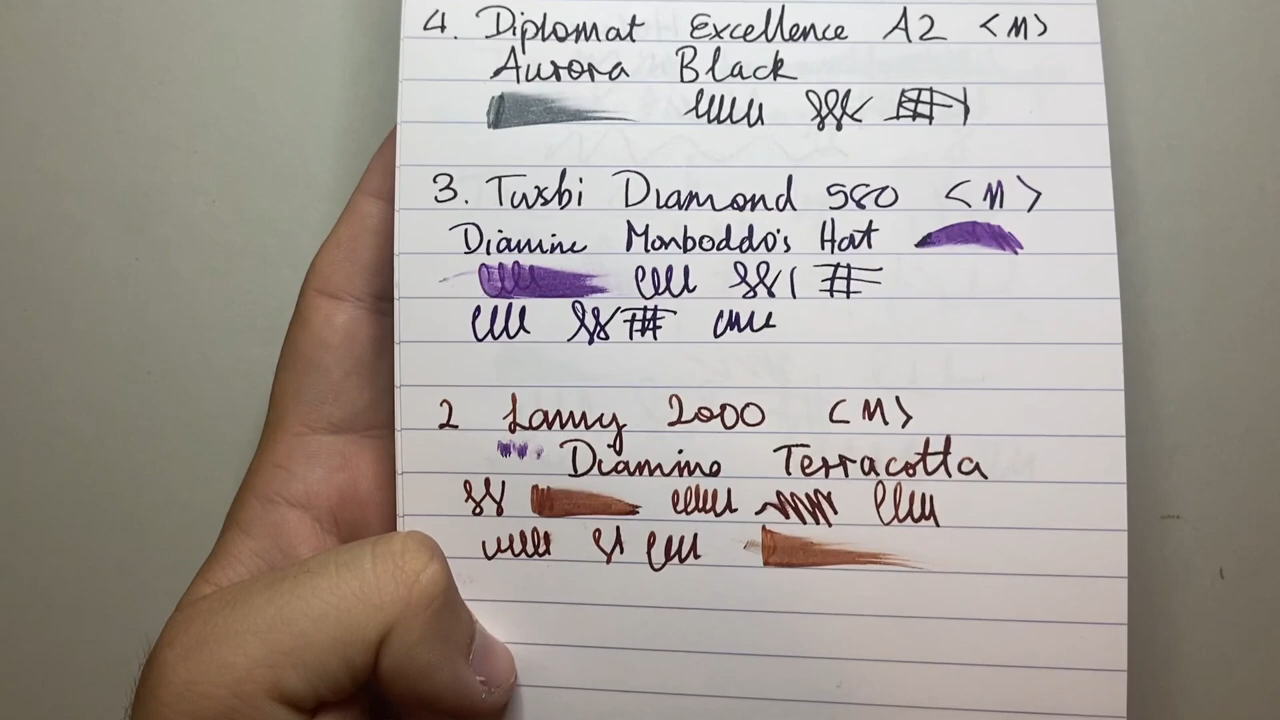 4. Diplomat Excellence A2 <M>
Aurora Black
3. Twsbi Diamond 580 <M>
Diamine Monboddo's Hat
2 Lamy 2000 <M>
Diamine Terracotta